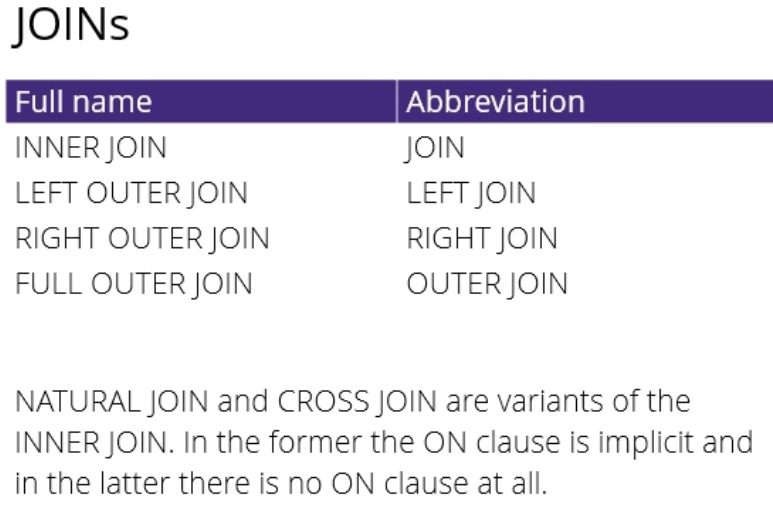 JOINs
Full name Abbreviation
INNER JOIN JOIN
LEFT OUTER JOIN LEFT JOIN
RIGHT OUTER JOIN RIGHT JOIN
FULL OUTER JOIN OUTER JOIN
NATURAL JOIN and CROSS JOIN are variants of the
INNER JOIN. In the former the ON clause is implicit and
in the latter there is no ON clause at all.